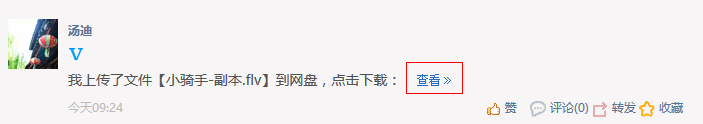 汤迪
V
我上传了文件【小骑手-副本.flv】到网盘，点击下载： 查看»
今天09:24 赞 评论(0) 转发 收藏